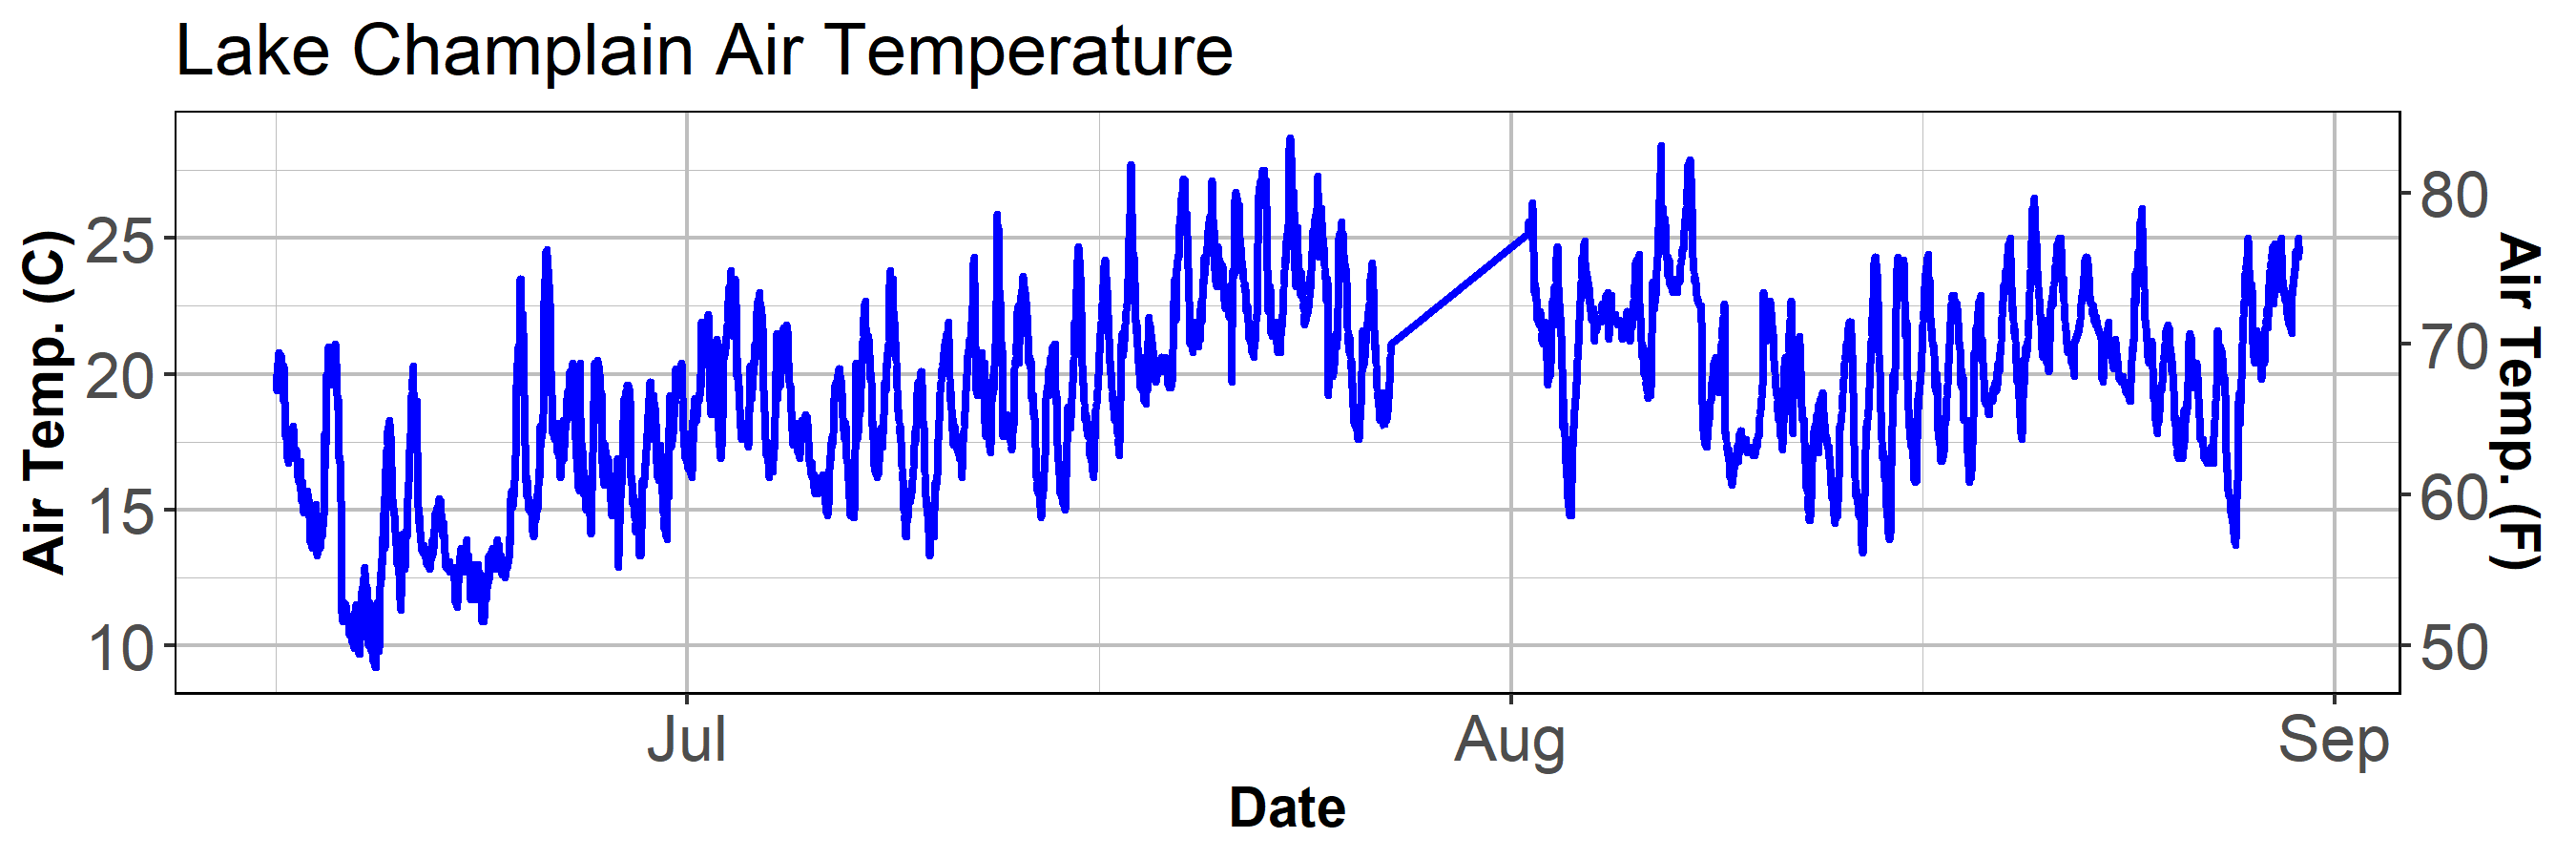 Lake Champlain Air Temperature
Air Temp. (C)
25
20
15
10
80
70
60
50
Air Temp. (F)
Jul
Aug
Sep
Date